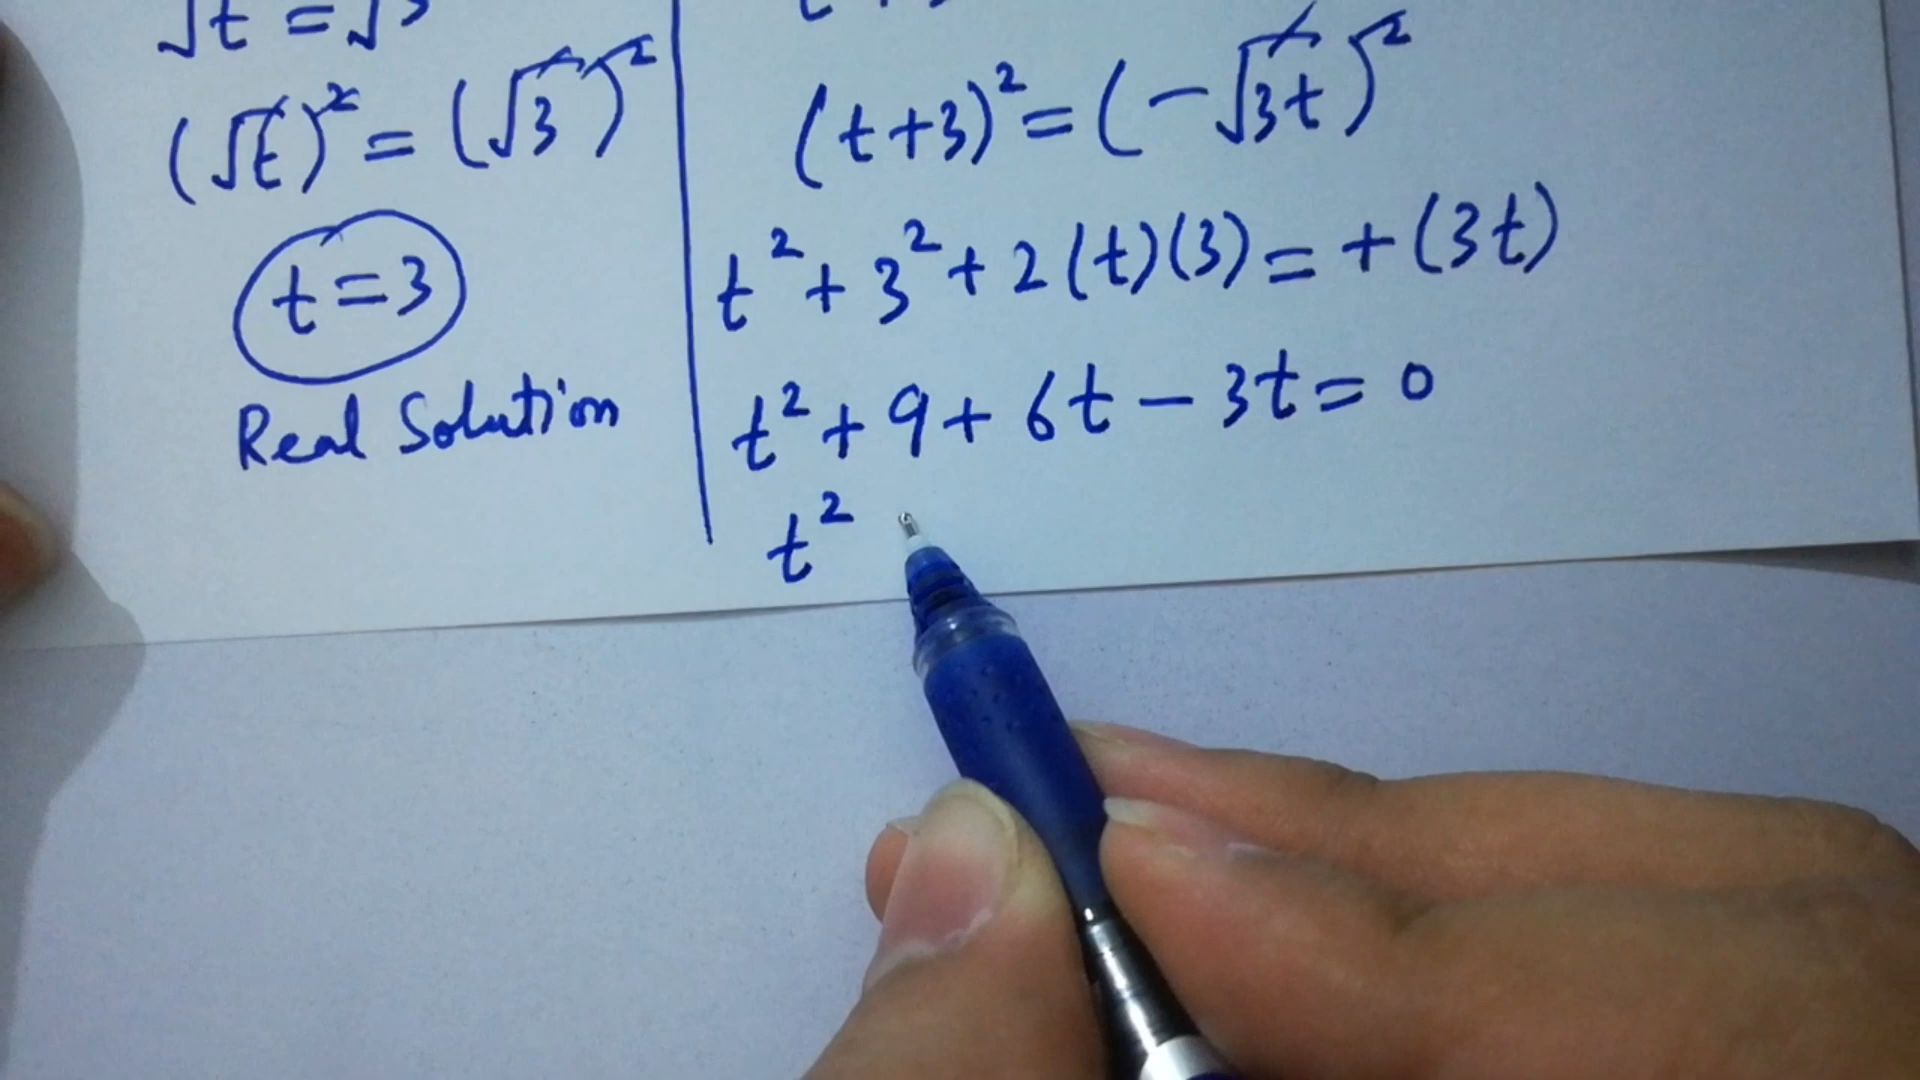 √t = √3
(√t)² = (√3)²
t = 3
Real Solution
(t+3)² = (-√3t)²
t² + 3² + 2(t)(3) = +(3t)
t² + 9 + 6t - 3t = 0
t²